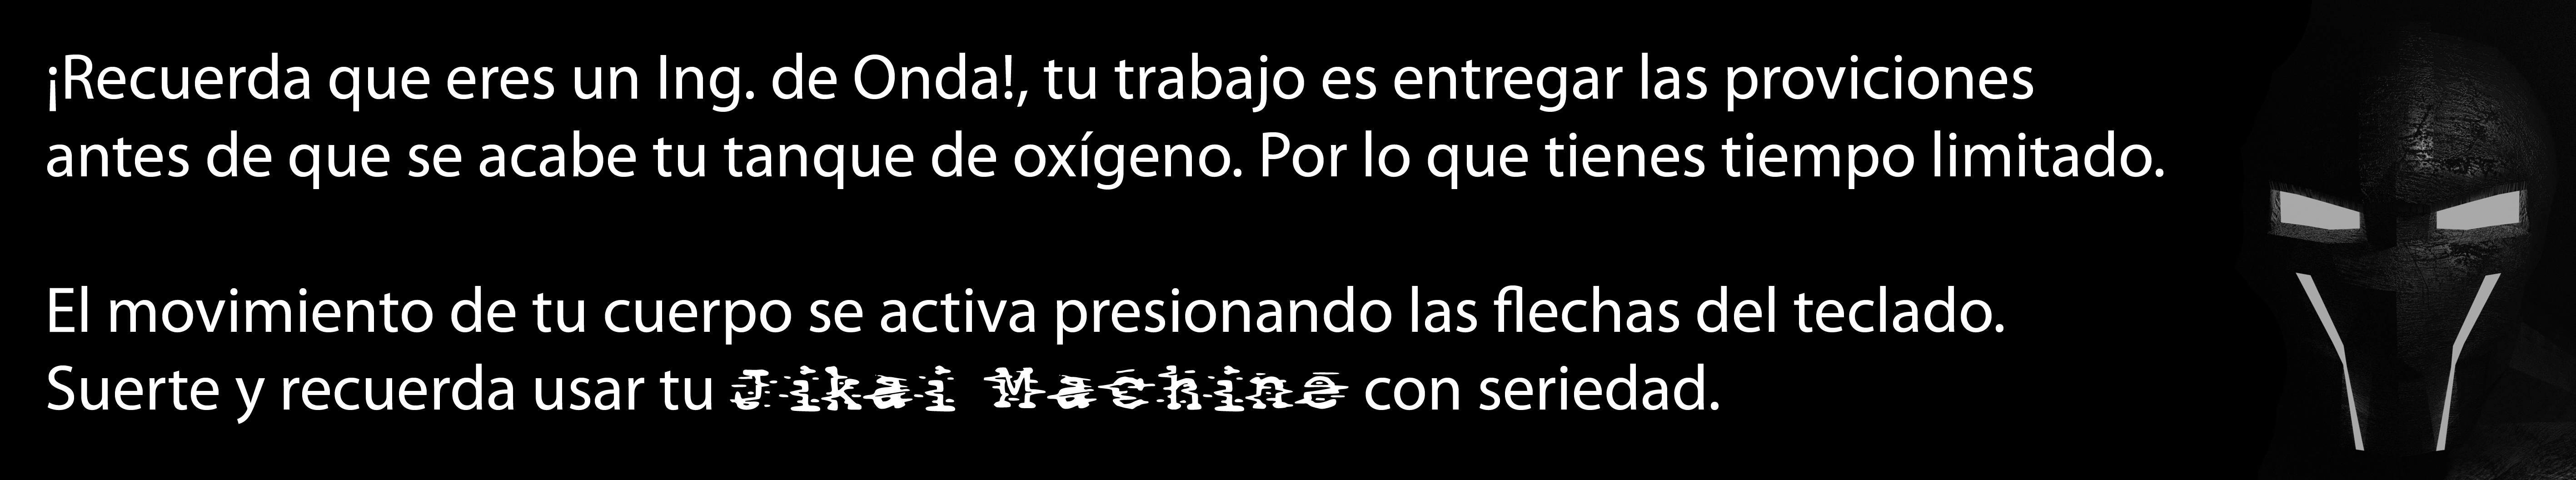 ¡Recuerda que eres un Ing. de Onda!, tu trabajo es entregar las proviciones
antes de que se acabe tu tanque de oxígeno. Por lo que tienes tiempo limitado.
El movimiento de tu cuerpo se activa presionando las flechas del teclado.
Suerte y recuerda usar tu Jikai Machine con seriedad.